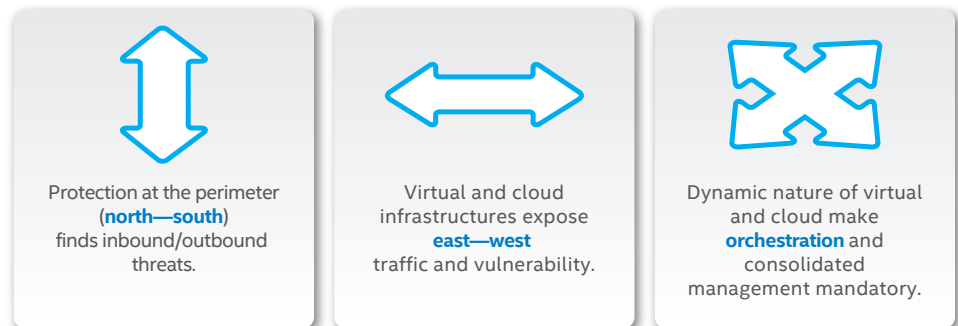 Protection at the perimeter
(north—south)
finds inbound/outbound
threats.
Virtual and cloud
infrastructures expose
east—west
traffic and vulnerability.
Dynamic nature of virtual
and cloud make
orchestration and
consolidated
management mandatory.